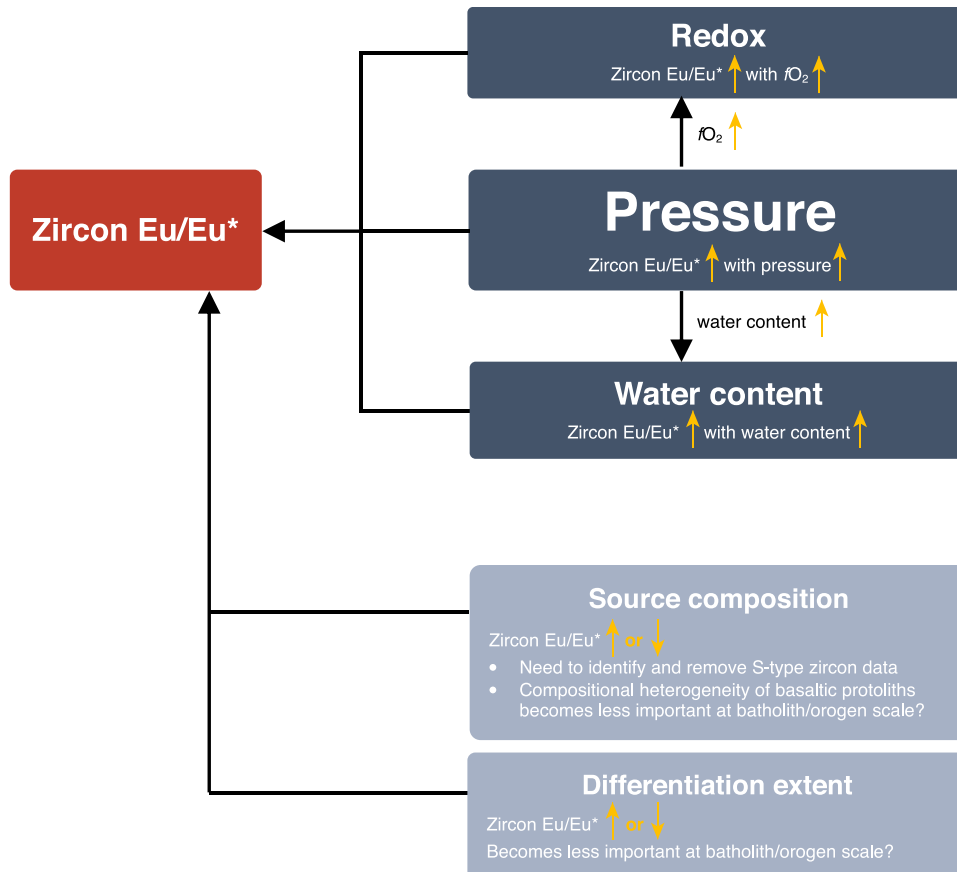 Redox
Zircon Eu/Eu* ↑ with fO₂ ↑
fO₂ ↑
Zircon Eu/Eu*
Pressure
Zircon Eu/Eu* ↑ with pressure ↑
water content ↑
Water content
Zircon Eu/Eu* ↑ with water content ↑
Source composition
Zircon Eu/Eu* ↑ or ↓
• Need to identify and remove S-type zircon data
• Compositional heterogeneity of basaltic protoliths
becomes less important at batholith/orogen scale?
Differentiation extent
Zircon Eu/Eu* ↑ or ↓
Becomes less important at batholith/orogen scale?